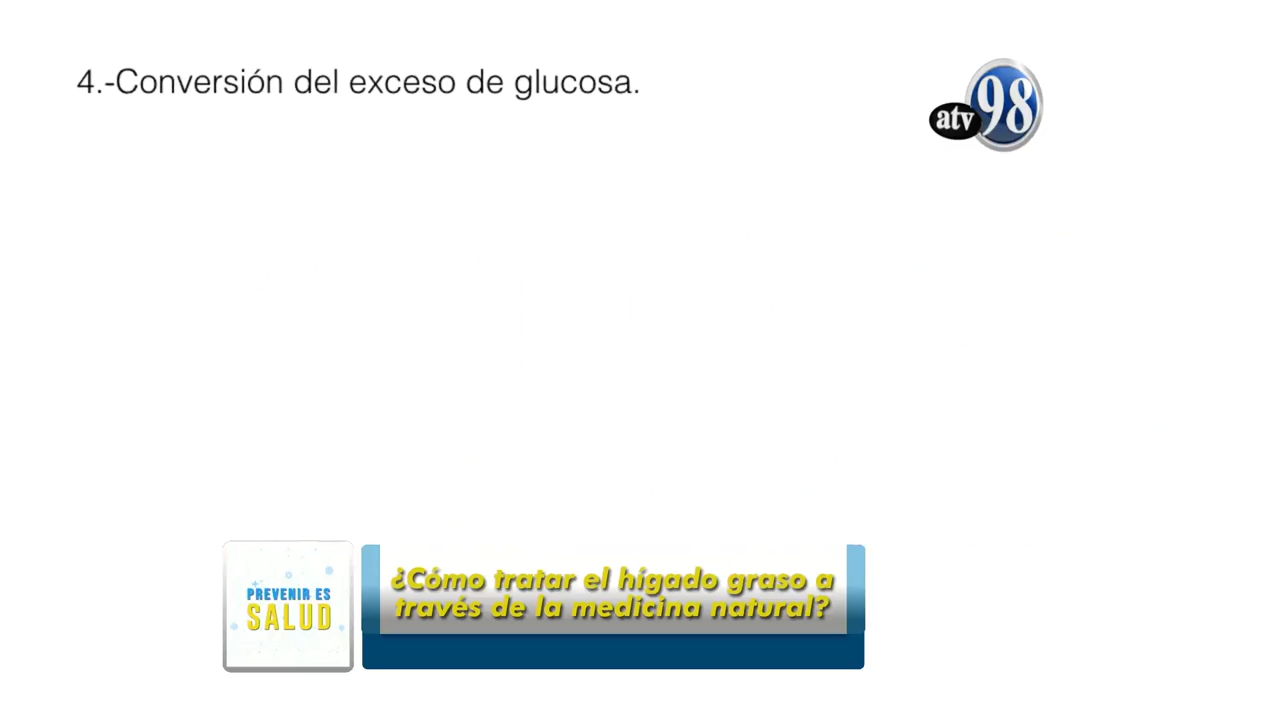 4.-Conversión del exceso de glucosa.
atv 98
PREVENIR ES
SALUD
¿Cómo tratar el hígado graso a
través de la medicina natural?